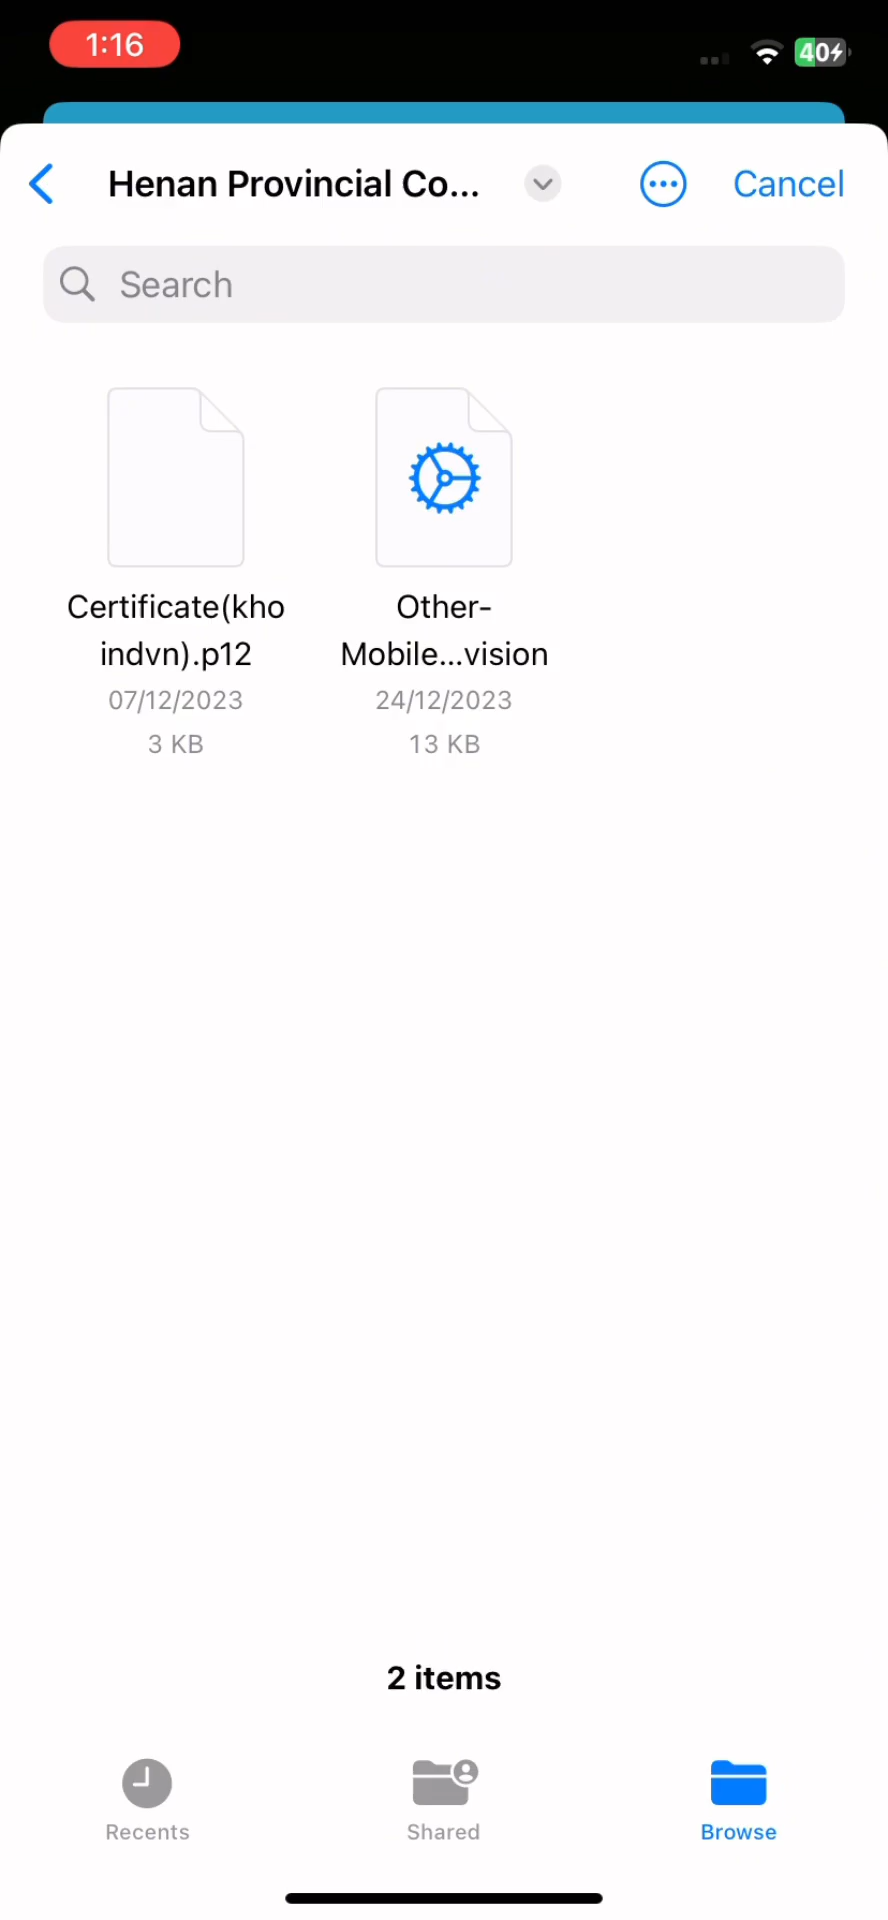 1:16
40
Henan Provincial Co...
Cancel
Search
Certificate(kho
indvn).p12
07/12/2023
3 KB
Other-
Mobile...vision
24/12/2023
13 KB
2 items
Recents
Shared
Browse